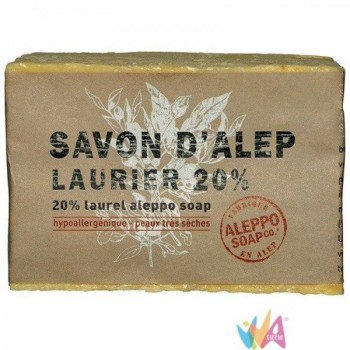 SAVON D'ALEP
LAURIER 20%
20% laurel aleppo soap
hypoallergénique - peaux très sèches
FABRIQUÉ
ALEPPO
SOAP CO.
EN ALEP